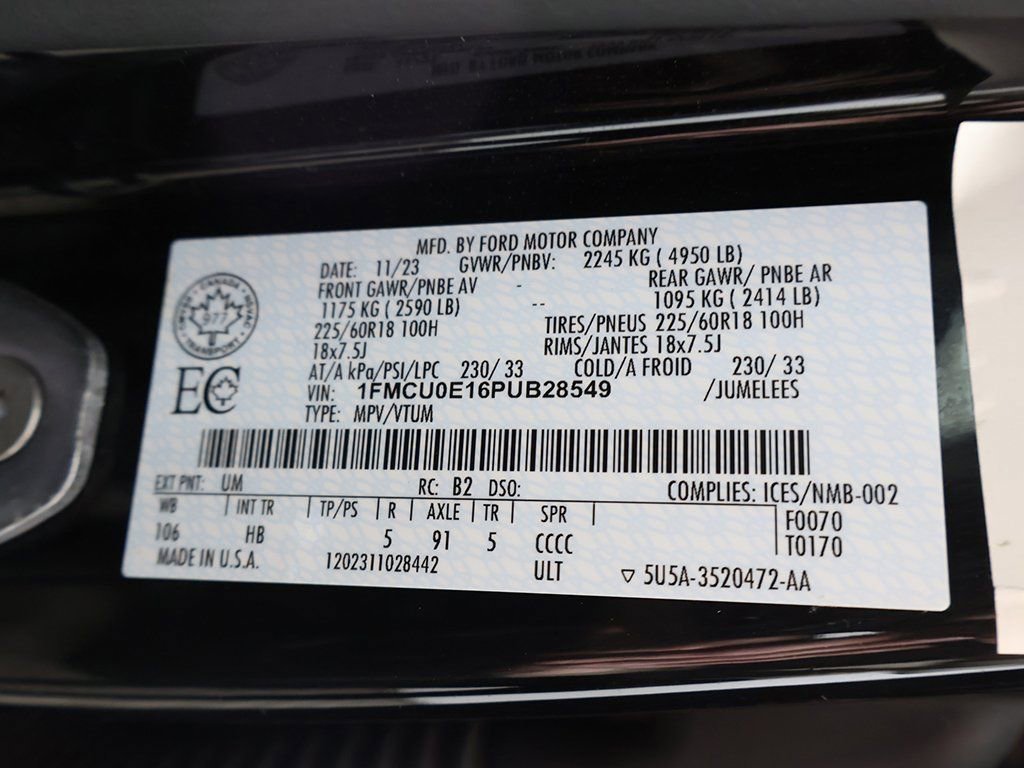 MFD. BY FORD MOTOR COMPANY
DATE: 11/23 GVWR/PNBV: 2245 KG ( 4950 LB)
FRONT GAWR/PNBE AV - REAR GAWR/ PNBE AR
1175 KG ( 2590 LB) -- 1095 KG ( 2414 LB)
225/60R18 100H TIRES/PNEUS 225/60R18 100H
18x7.5J RIMS/JANTES 18x7.5J
AT/A kPa/PSI/LPC 230/ 33 COLD/A FROID 230/ 33
VIN: 1FMCU0E16PUB28549 /JUMELEES
TYPE: MPV/VTUM
CANADA
977
TRANSPORT
EC
EXT PNT: UM RC: B2 DSO: COMPLIES: ICES/NMB-002
WB INT TR TP/PS R AXLE TR SPR F0070
106 HB 5 91 5 CCCC T0170
MADE IN U.S.A. 1202311028442 ULT ▽ 5U5A-3520472-AA